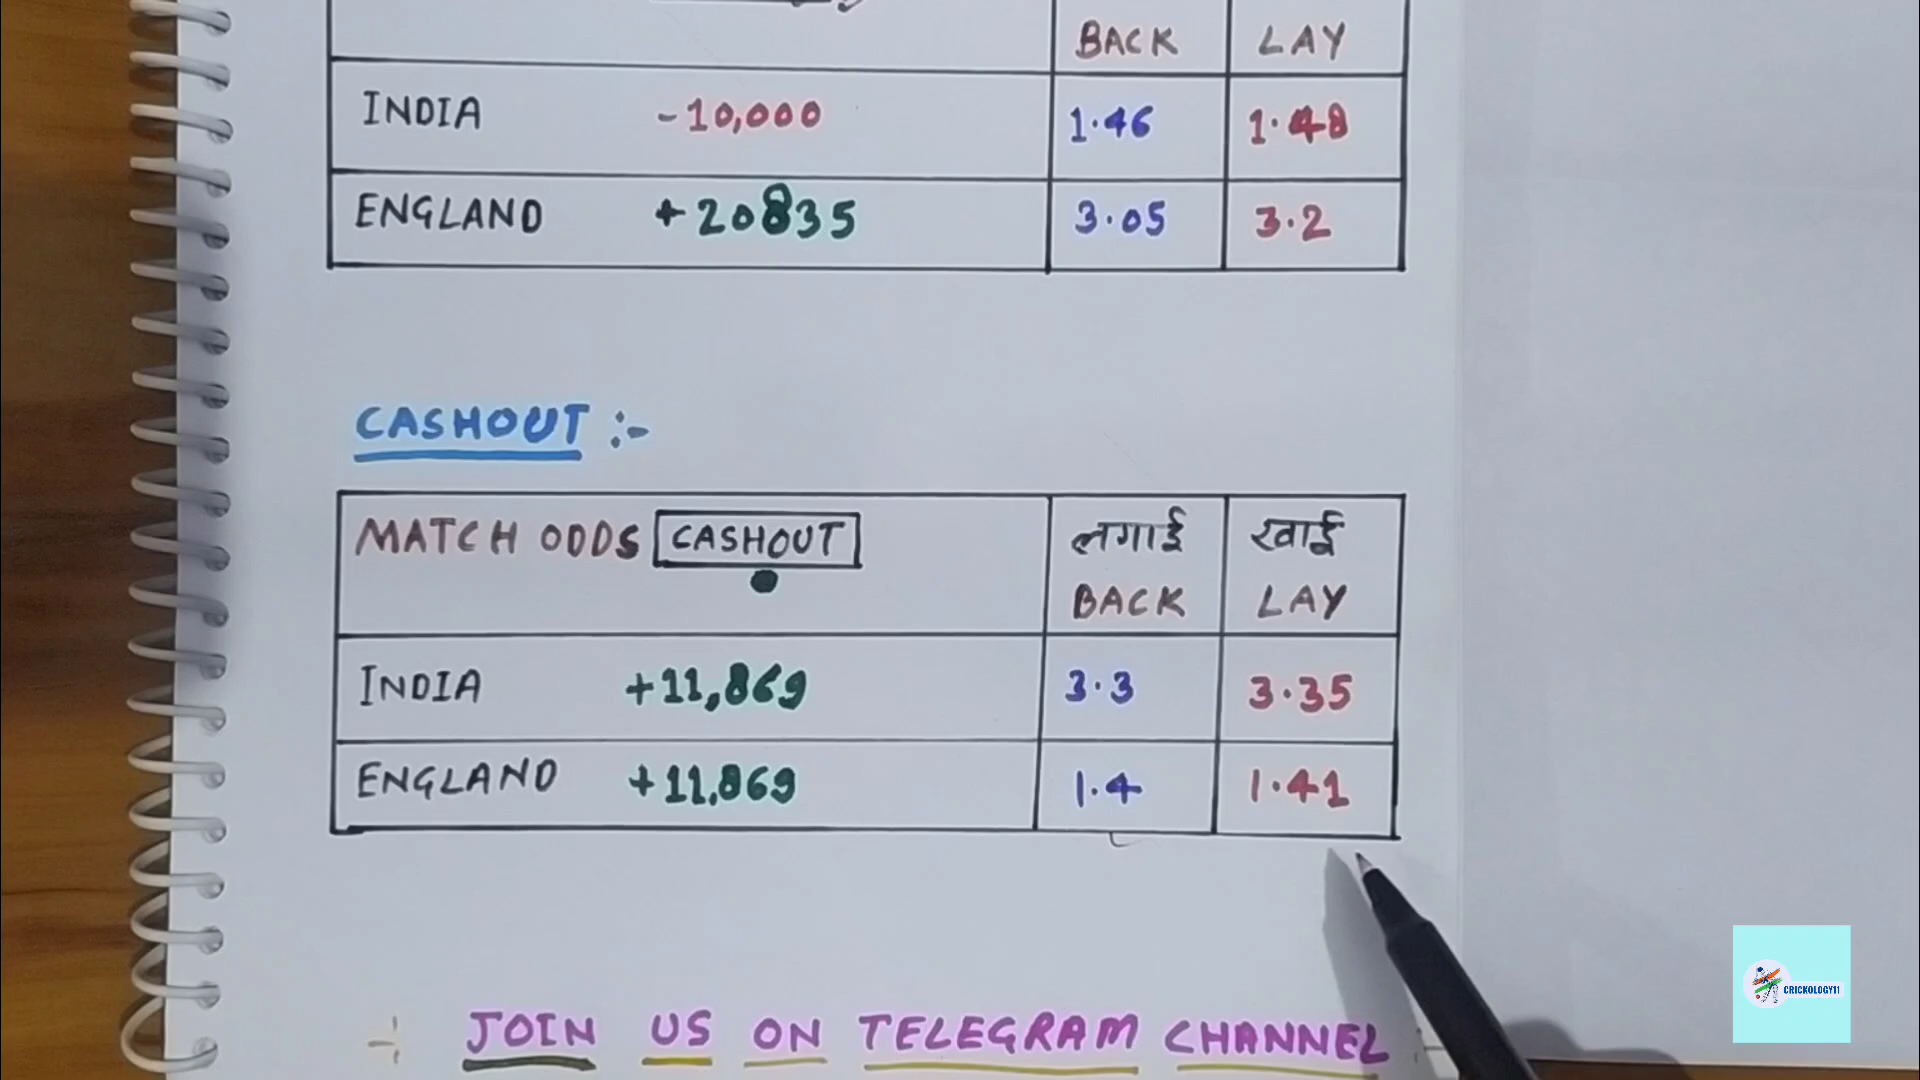 BACK LAY
INDIA -10,000 1.46 1.48
ENGLAND +20835 3.05 3.2
CASHOUT :-
MATCH ODDS CASHOUT लगाई खाई
BACK LAY
INDIA +11,869 3.3 3.35
ENGLAND +11,869 1.4 1.41
JOIN US ON TELEGRAM CHANNEL
CRICKOLOGY11